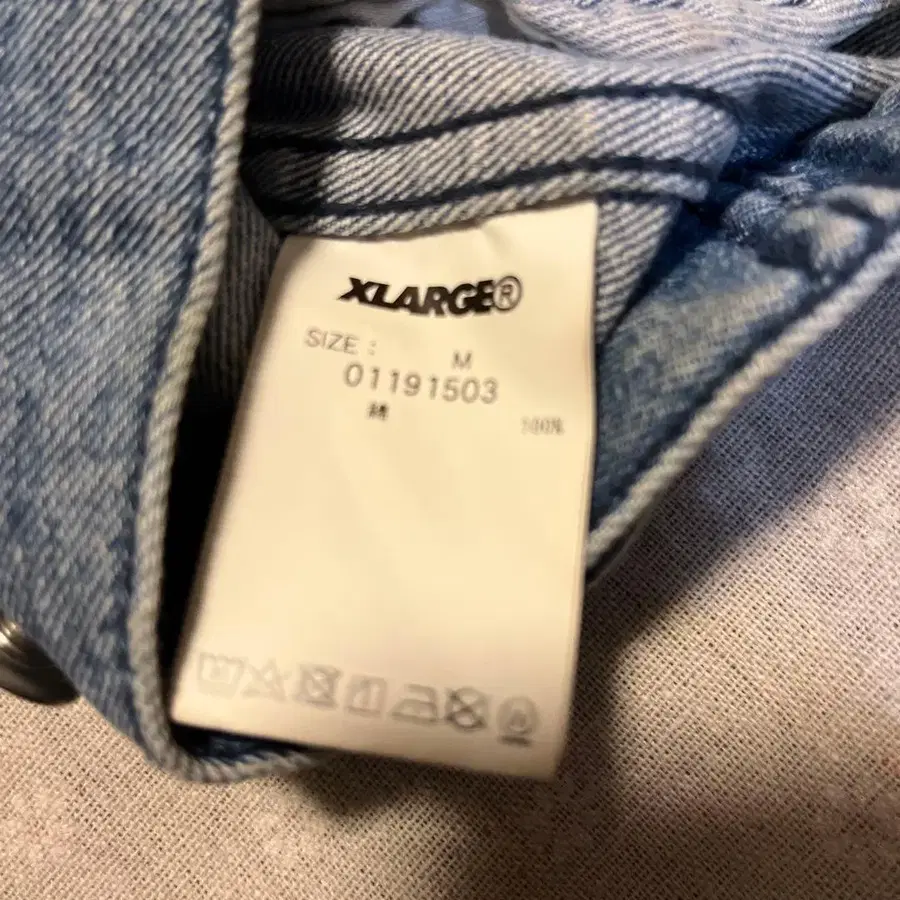 XLARGE®
SIZE : M
01191503
綿 100%